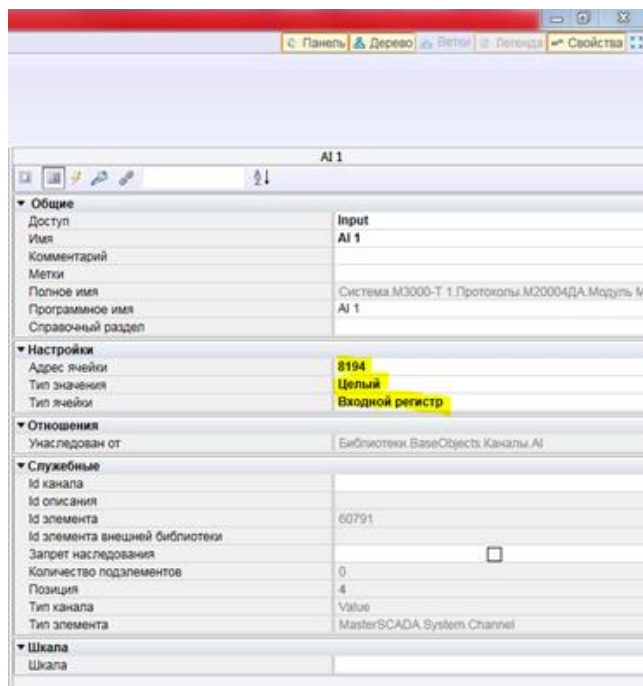 Панель Дерево Ветки Легенда Свойства
AI 1
Общие
Доступ Input
Имя AI 1
Комментарий
Метки
Полное имя Система.М3000-Т 1.Протоколы.М20004ДА.Модуль М
Программное имя AI 1
Справочный раздел
Настройки
Адрес ячейки 8194
Тип значения Целый
Тип ячейки Входной регистр
Отношения
Унаследован от Библиотеки.BaseObjects.Каналы.AI
Служебные
Id канала
Id описания
Id элемента 60791
Id элемента внешней библиотеки
Запрет наследования
Количество подэлементов 0
Позиция 4
Тип канала Value
Тип элемента MasterSCADA.System.Channel
Шкала
Шкала